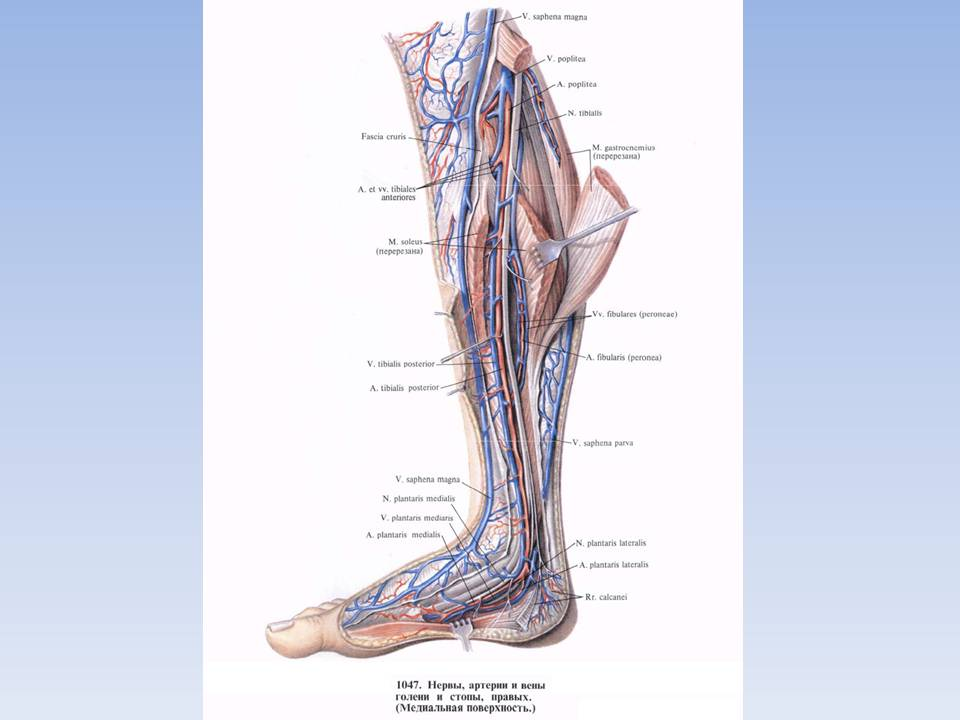 V. saphena magna
V. poplitea
A. poplitea
N. tibialis
Fascia cruris
M. gastrocnemius
(перерезана)
A. et vv. tibiales
anteriores
M. soleus
(перерезана)
Vv. fibulares (peroneae)
A. fibularis (peronea)
V. tibialis posterior
A. tibialis posterior
V. saphena parva
V. saphena magna
N. plantaris medialis
V. plantaris mediaris
A. plantaris medialis
N. plantaris lateralis
A. plantaris lateralis
Rr. calcanei
1047. Нервы, артерии и вены
голени и стопы, правых.
(Медиальная поверхность.)